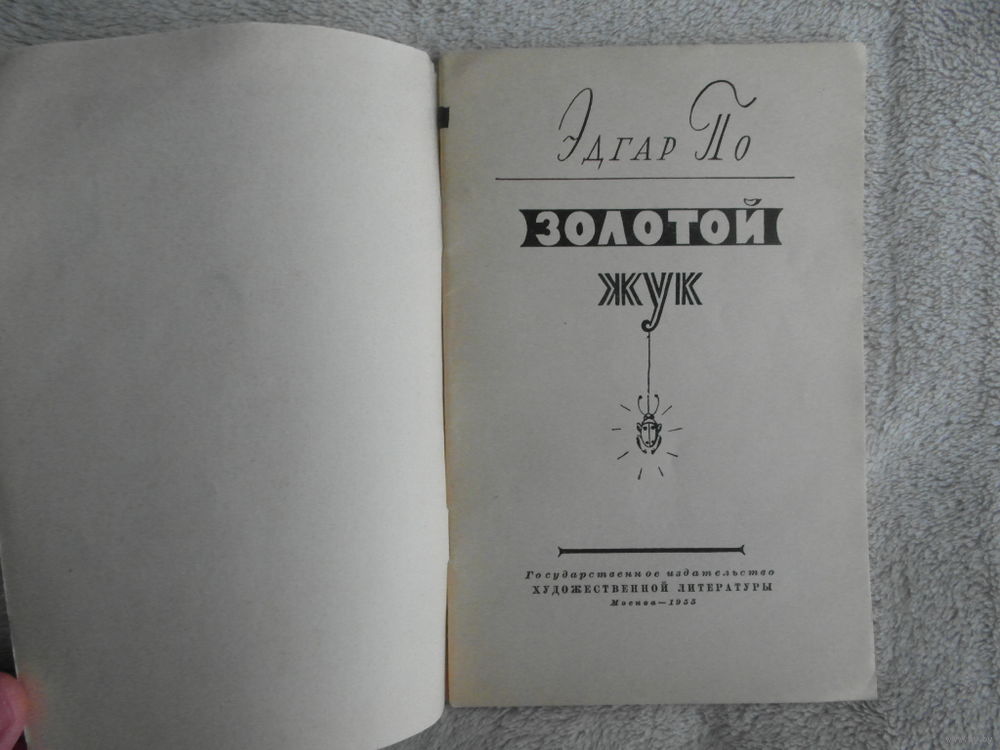 Эдгар По
ЗОЛОТОЙ
ЖУК
Государственное издательство
ХУДОЖЕСТВЕННОЙ ЛИТЕРАТУРЫ
Москва—1955